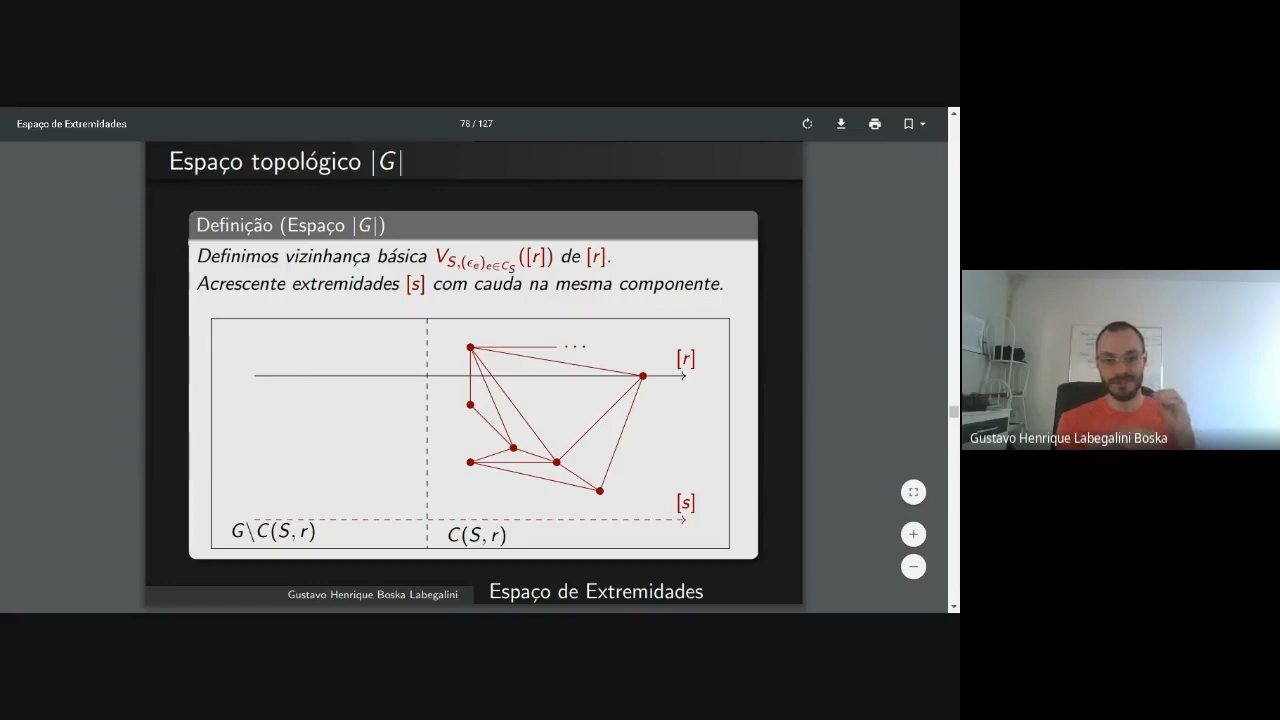 Espaço de Extremidades
78 / 127
Espaço topológico |G|
Definição (Espaço |G|)
Definimos vizinhança básica V_{S,(ϵ_e)_{e∈C_S}}([r]) de [r].
Acrescente extremidades [s] com cauda na mesma componente.
···
[r]
[s]
G\C(S, r)
C(S, r)
Gustavo Henrique Boska Labegalini
Espaço de Extremidades
Gustavo Henrique Labegalini Boska